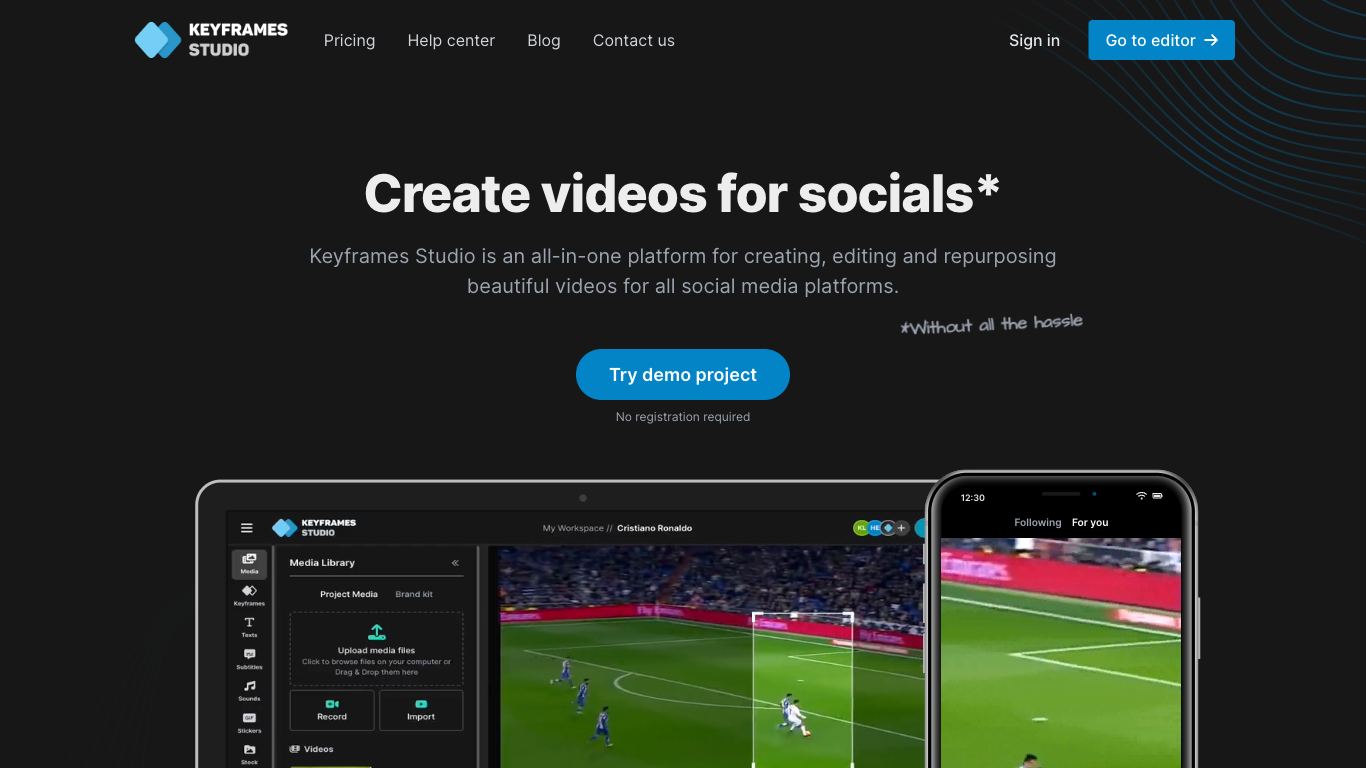 KEYFRAMES
STUDIO
Pricing
Help center
Blog
Contact us
Sign in
Go to editor
Create videos for socials*
Keyframes Studio is an all-in-one platform for creating, editing and repurposing
beautiful videos for all social media platforms.
*Without all the hassle
Try demo project
No registration required
KEYFRAMES
STUDIO
My Workspace // Cristiano Ronaldo
KL
HE
Media
Keyframes
Texts
Subtitles
Sounds
GIF
Stickers
Stock
Media Library
Project Media
Brand kit
Upload media files
Click to browse files on your computer or
Drag & Drop them here
Record
Import
Videos
Fly Emirates
12:30
Following
For you